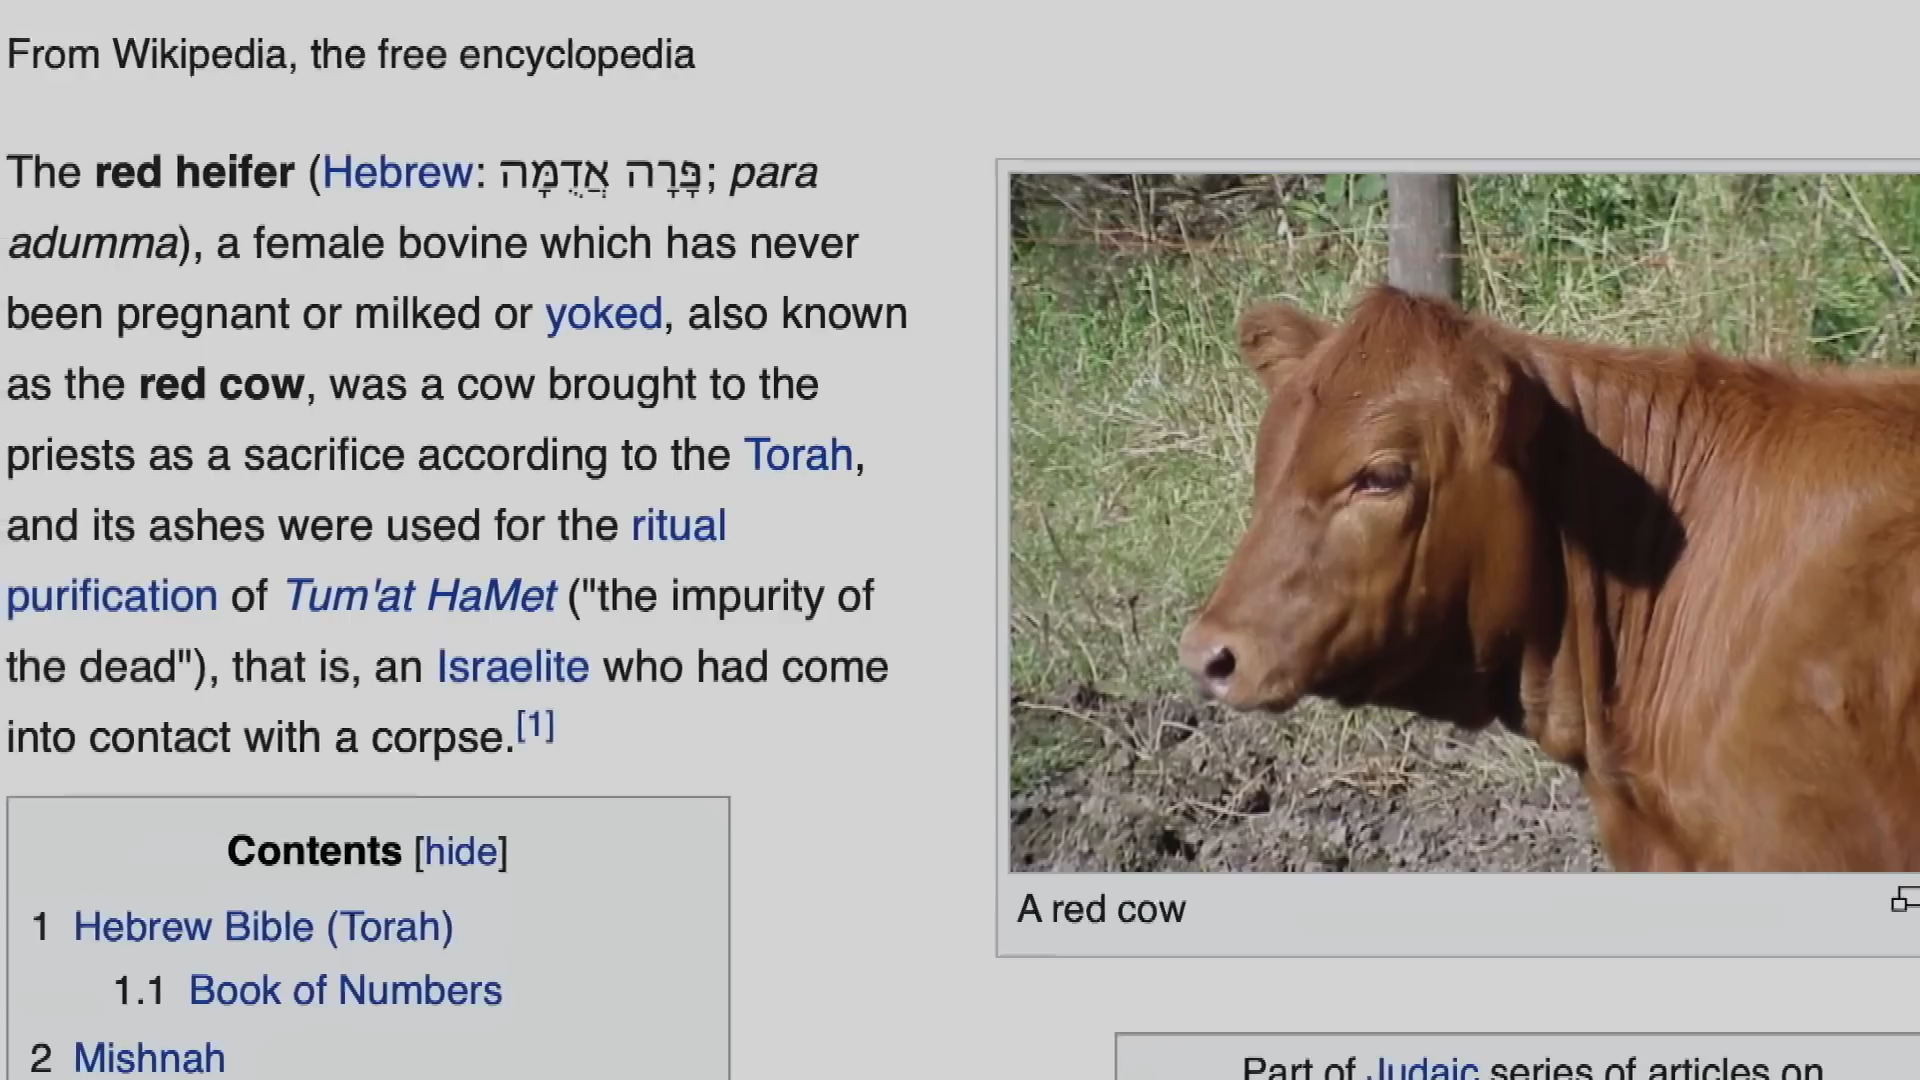 From Wikipedia, the free encyclopedia
The red heifer (Hebrew: פָּרָה אֲדֻמָּה; para
adumma), a female bovine which has never
been pregnant or milked or yoked, also known
as the red cow, was a cow brought to the
priests as a sacrifice according to the Torah,
and its ashes were used for the ritual
purification of Tum'at HaMet ("the impurity of
the dead"), that is, an Israelite who had come
into contact with a corpse.[1]
Contents [hide]
1 Hebrew Bible (Torah)
1.1 Book of Numbers
2 Mishnah
A red cow
Part of Judaic series of articles on